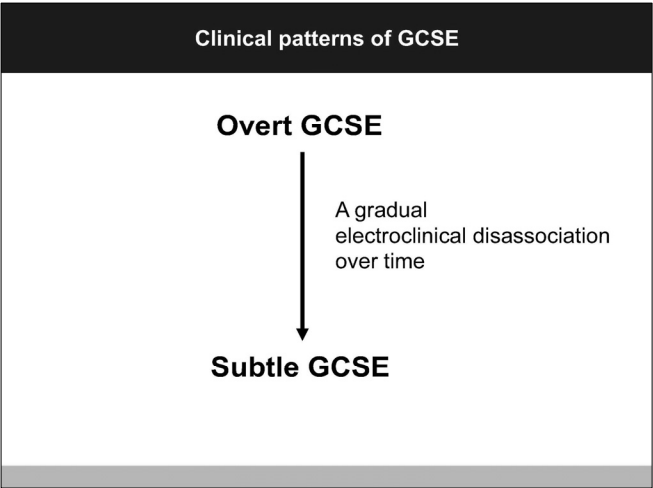 Clinical patterns of GCSE
Overt GCSE
A gradual
electroclinical disassociation
over time
Subtle GCSE